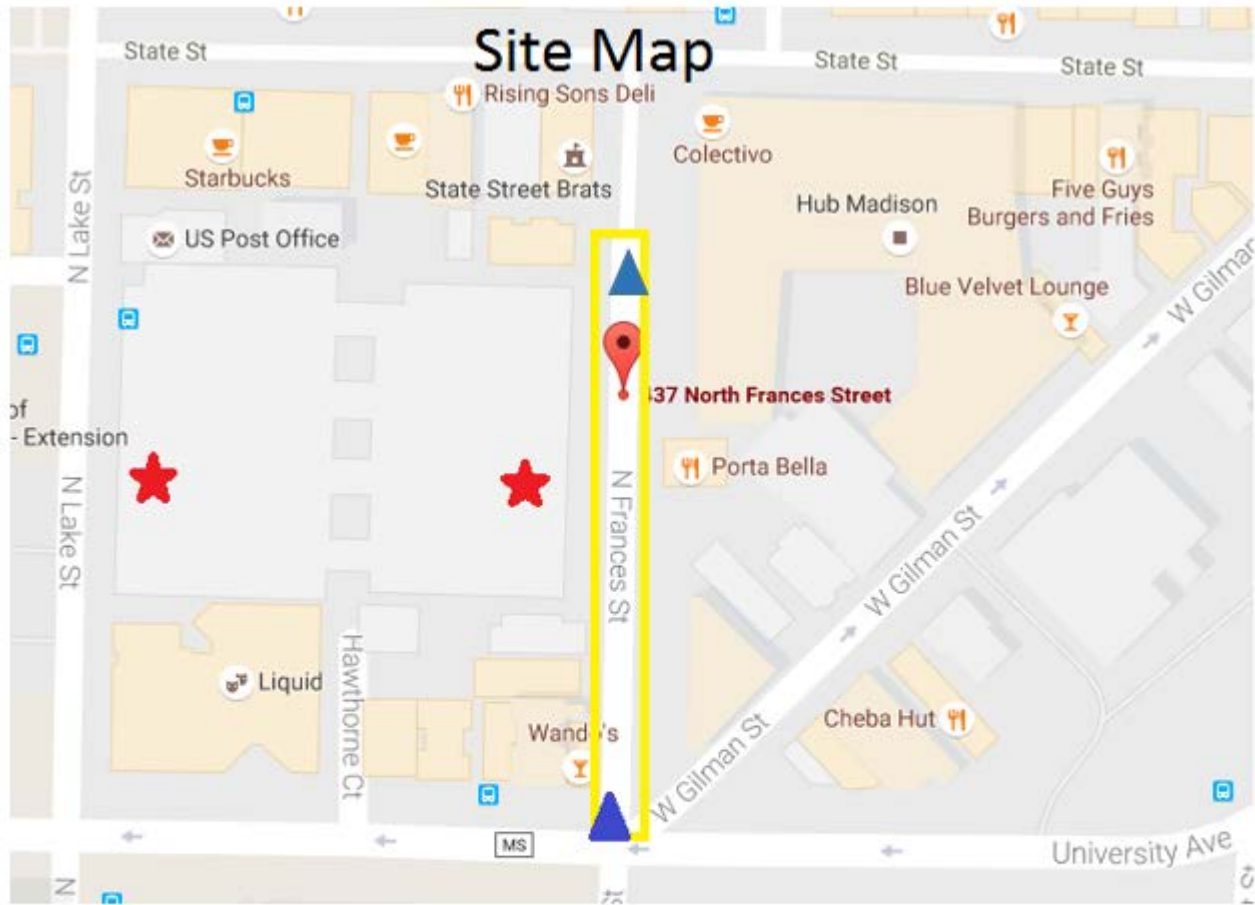 Site Map
State St
State St
State St
Rising Sons Deli
Colectivo
Starbucks
State Street Brats
Five Guys
Burgers and Fries
Hub Madison
N Lake St
US Post Office
W Gilman
Blue Velvet Lounge
437 North Frances Street
of
- Extension
Porta Bella
N Lake St
N Frances St
W Gilman St
Hawthorne Ct
Liquid
Wando's
Cheba Hut
W Gilman St
MS
University Ave
N